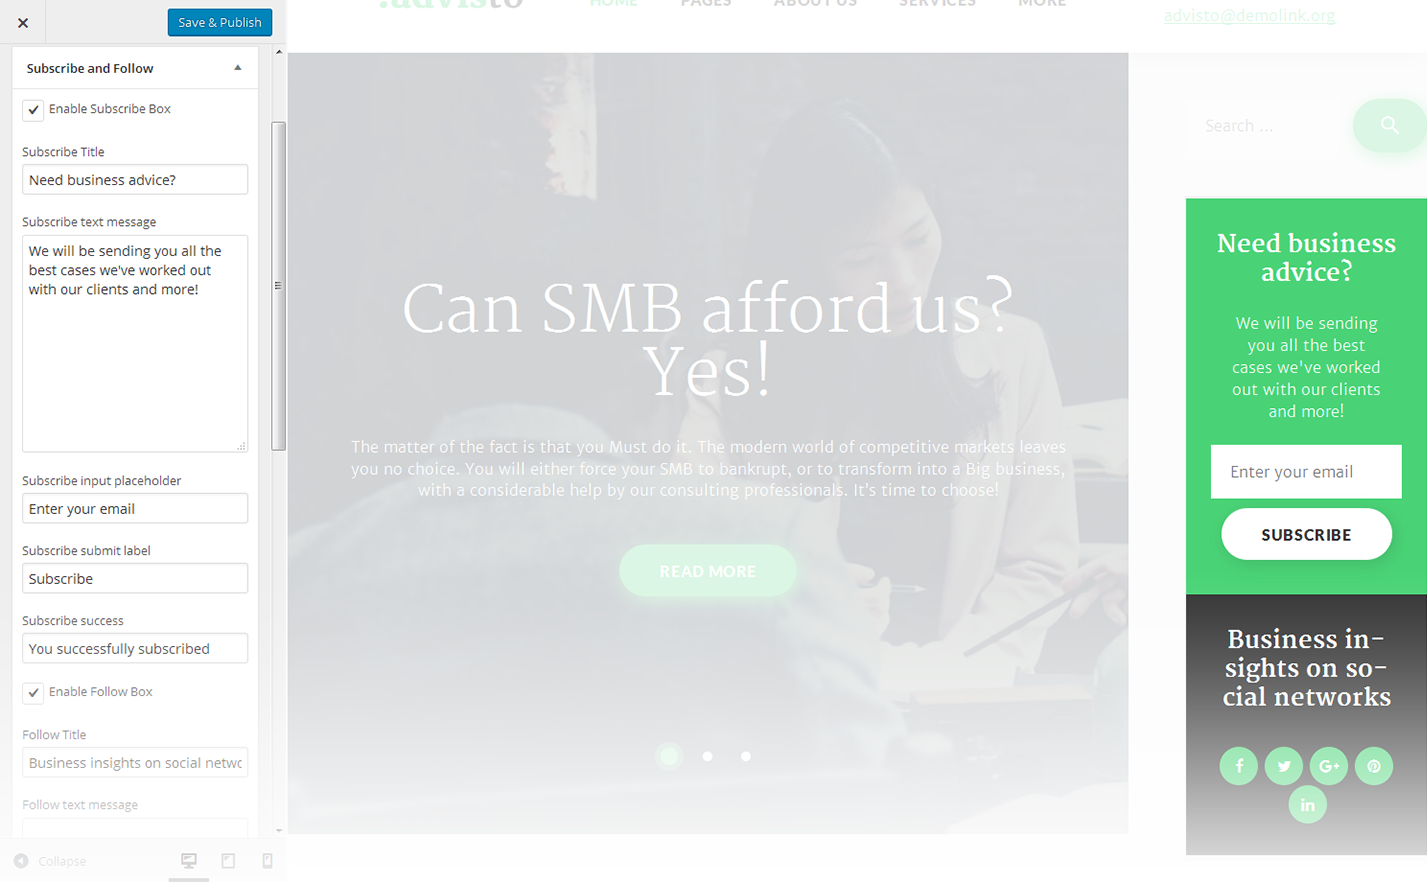 Save & Publish
Subscribe and Follow
Enable Subscribe Box
Subscribe Title
Need business advice?
Subscribe text message
We will be sending you all the
best cases we've worked out
with our clients and more!
Subscribe input placeholder
Enter your email
Subscribe submit label
Subscribe
Subscribe success
You successfully subscribed
Enable Follow Box
Follow Title
Business insights on social netwo
Follow text message
Collapse
.advisto
HOME
PAGES
ABOUT US
SERVICES
MORE
advisto@demolink.org
Can SMB afford us?
Yes!
The matter of the fact is that you Must do it. The modern world of competitive markets leaves
you no choice. You will either force your SMB to bankrupt, or to transform into a Big business,
with a considerable help by our consulting professionals. It's time to choose!
READ MORE
Search ...
Need business
advice?
We will be sending
you all the best
cases we've worked
out with our clients
and more!
Enter your email
SUBSCRIBE
Business in-
sights on so-
cial networks